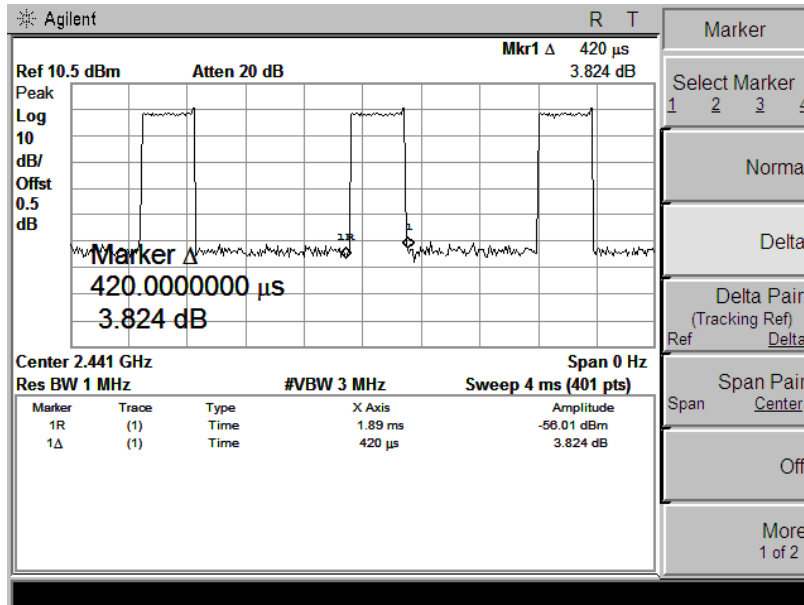 Agilent R T
Mkr1 Δ 420 μs
Ref 10.5 dBm Atten 20 dB 3.824 dB
Peak
Log
10
dB/
Offst
0.5
dB
1R 1
Marker Δ
420.0000000 μs
3.824 dB
Center 2.441 GHz Span 0 Hz
Res BW 1 MHz #VBW 3 MHz Sweep 4 ms (401 pts)
Marker Trace Type X Axis Amplitude
1R (1) Time 1.89 ms -56.01 dBm
1Δ (1) Time 420 μs 3.824 dB
Marker
Select Marker
1 2 3 4
Norma
Delta
Delta Pair
(Tracking Ref)
Ref Delta
Span Pair
Span Center
Off
More
1 of 2